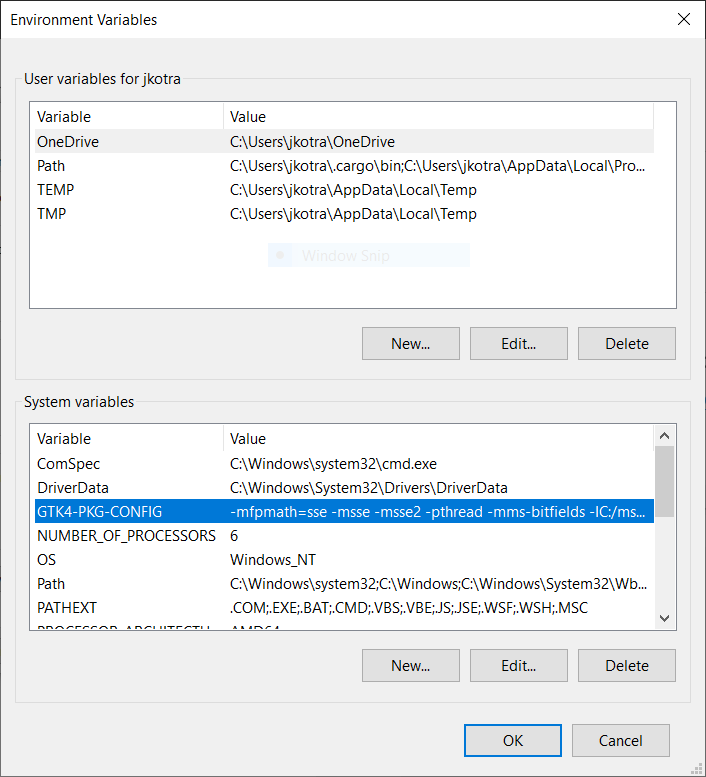 Environment Variables
User variables for jkotra
Variable Value
OneDrive C:\Users\jkotra\OneDrive
Path C:\Users\jkotra\.cargo\bin;C:\Users\jkotra\AppData\Local\Pro...
TEMP C:\Users\jkotra\AppData\Local\Temp
TMP C:\Users\jkotra\AppData\Local\Temp
Window Snip
New... Edit... Delete
System variables
Variable Value
ComSpec C:\Windows\system32\cmd.exe
DriverData C:\Windows\System32\Drivers\DriverData
GTK4-PKG-CONFIG -mfpmath=sse -msse -msse2 -pthread -mms-bitfields -IC:/ms...
NUMBER_OF_PROCESSORS 6
OS Windows_NT
Path C:\Windows\system32;C:\Windows;C:\Windows\System32\Wb...
PATHEXT .COM;.EXE;.BAT;.CMD;.VBS;.VBE;.JS;.JSE;.WSF;.WSH;.MSC
PROCESSOR_ARCHITECTU... AMD64
New... Edit... Delete
OK Cancel